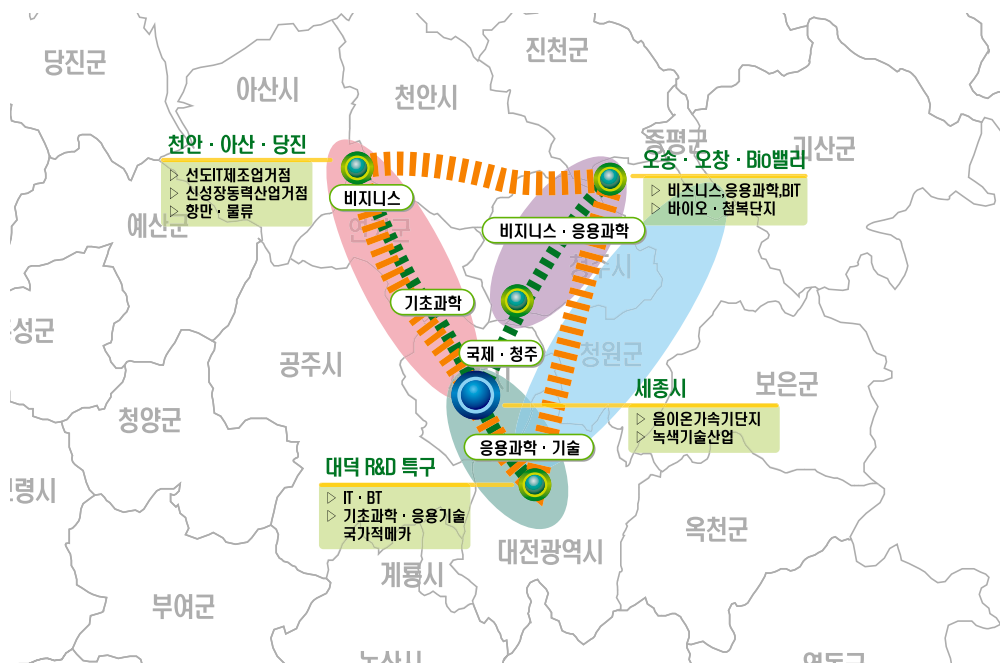 진천군
당진군
아산시
천안시
증평군
괴산군
천안 · 아산 · 당진
▷ 선도IT제조업거점
▷ 신성장동력산업거점
▷ 항만 · 물류
오송 · 오창 · Bio밸리
▷ 비즈니스,응용과학,BIT
▷ 바이오 · 첨복단지
비지니스
예산군
비지니스 · 응용과학
청주시
기초과학
국제 · 청주
공주시
청원군
세종시
▷ 음이온가속기단지
▷ 녹색기술산업
보은군
청양군
응용과학 · 기술
대덕 R&D 특구
▷ IT · BT
▷ 기초과학 · 응용기술
국가적메카
옥천군
대전광역시
계룡시
부여군
논산시